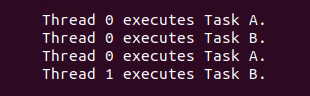 Thread 0 executes Task A.
Thread 0 executes Task B.
Thread 0 executes Task A.
Thread 1 executes Task B.